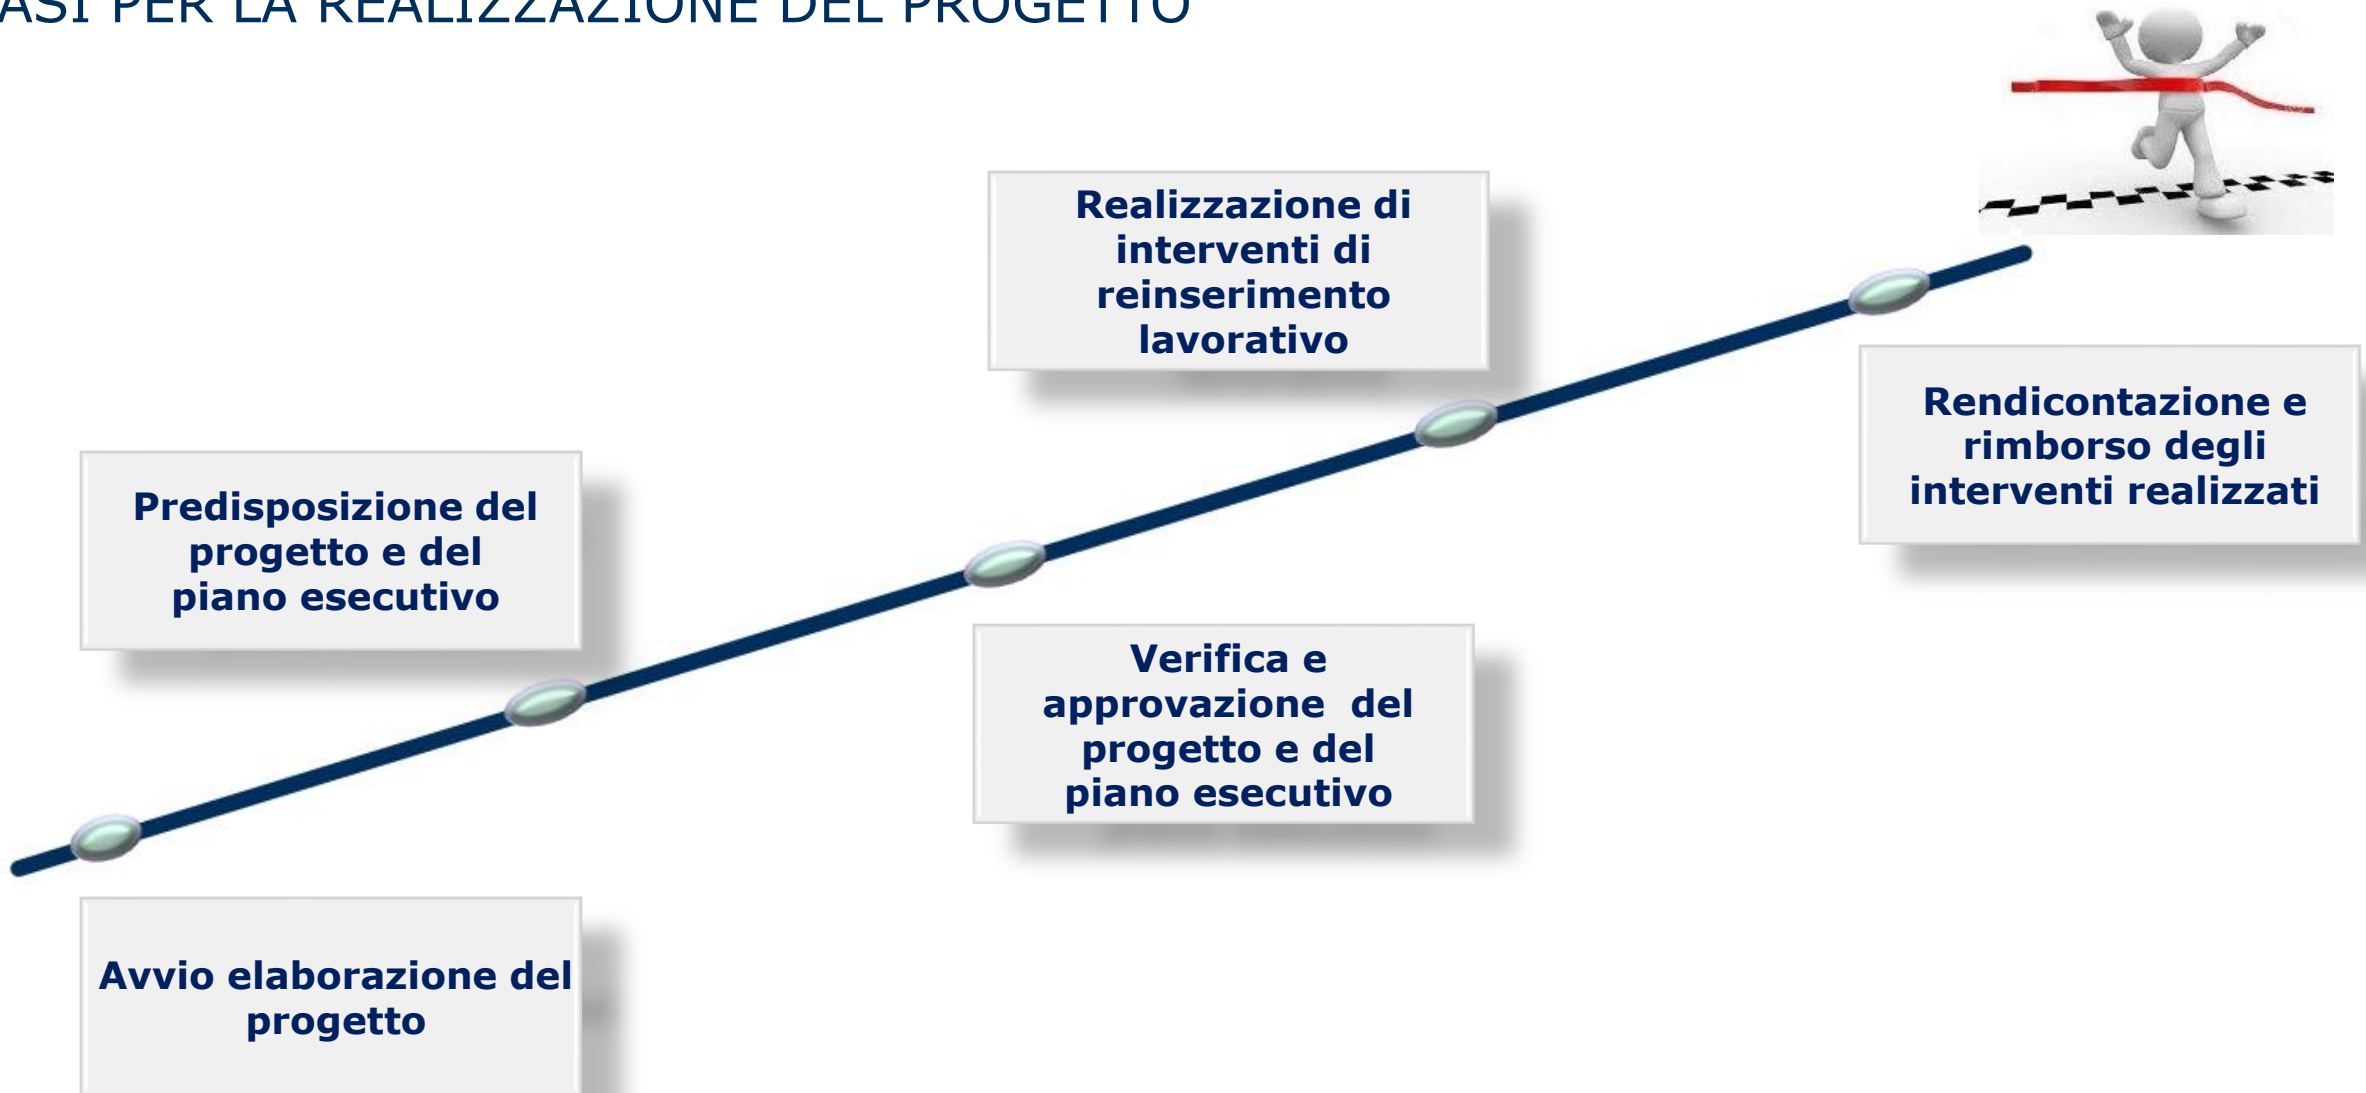 ASI PER LA REALIZZAZIONE DEL PROGETTO
Realizzazione di
interventi di
reinserimento
lavorativo
Rendicontazione e
rimborso degli
interventi realizzati
Predisposizione del
progetto e del
piano esecutivo
Verifica e
approvazione  del
progetto e del
piano esecutivo
Avvio elaborazione del
progetto